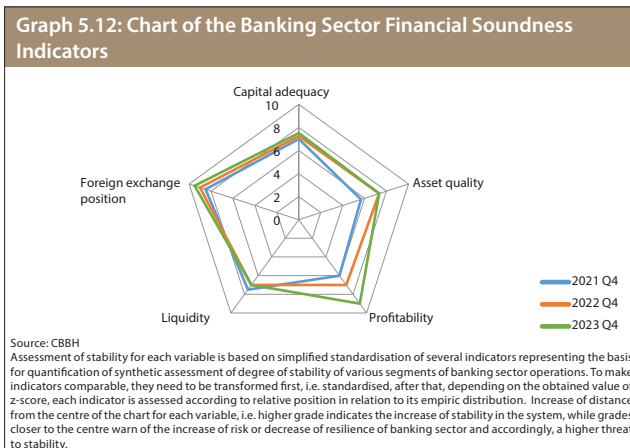 Graph 5.12: Chart of the Banking Sector Financial Soundness
Indicators
Capital adequacy
10
8
6
4
2
0
Foreign exchange
position
Asset quality
Liquidity
Profitability
2021 Q4
2022 Q4
2023 Q4
Source: CBBH
Assessment of stability for each variable is based on simplified standardisation of several indicators representing the basis
for quantification of synthetic assessment of degree of stability of various segments of banking sector operations. To make
indicators comparable, they need to be transformed first, i.e. standardised, after that, depending on the obtained value of
z-score, each indicator is assessed according to relative position in relation to its empiric distribution. Increase of distance
from the centre of the chart for each variable, i.e. higher grade indicates the increase of stability in the system, while grades
closer to the centre warn of the increase of risk or decrease of resilience of banking sector and accordingly, a higher threat
to stability.